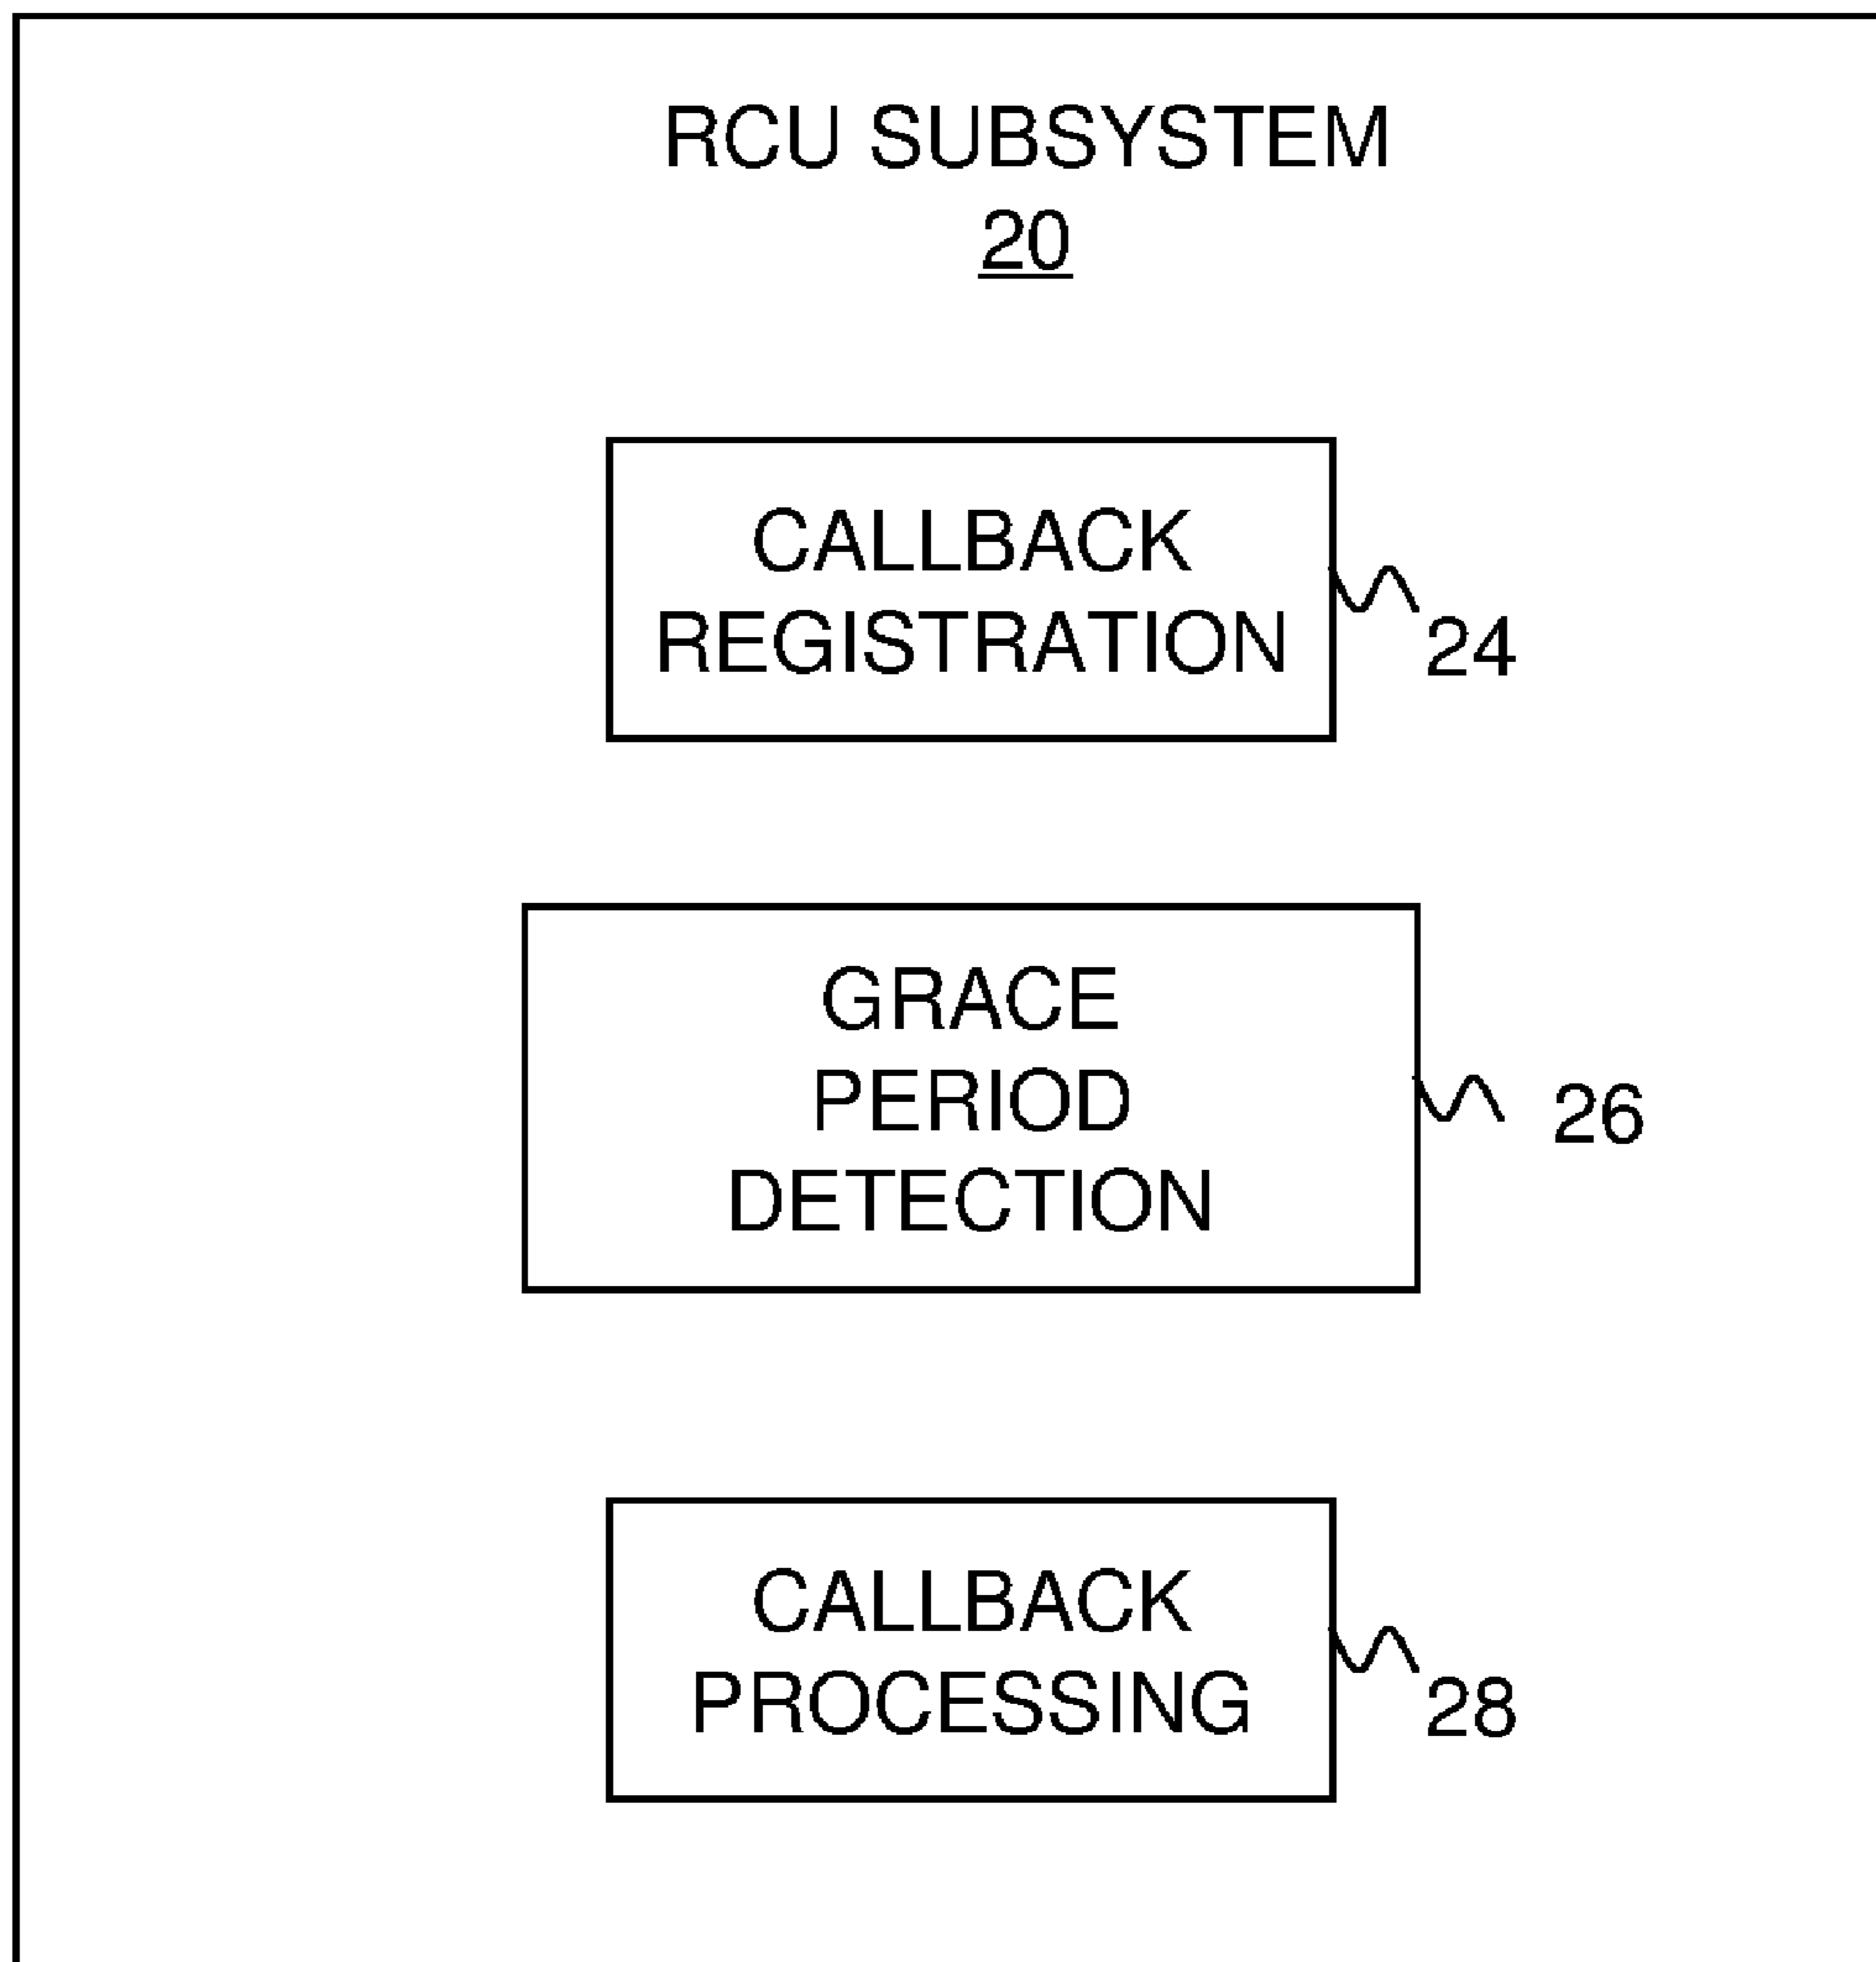 RCU SUBSYSTEM
20
CALLBACK
REGISTRATION
24
GRACE
PERIOD
DETECTION
26
CALLBACK
PROCESSING
28